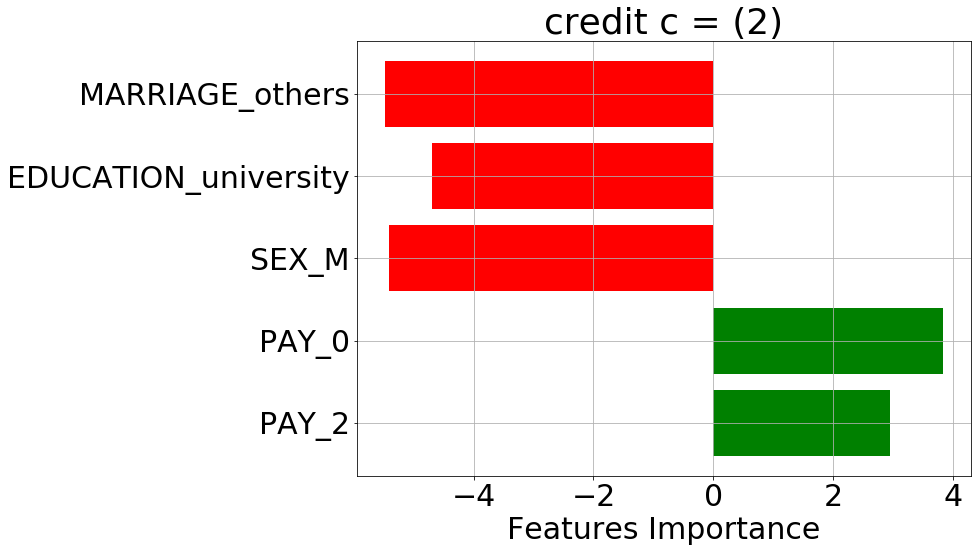 credit c = (2)
MARRIAGE_others
EDUCATION_university
SEX_M
PAY_0
PAY_2
−4 −2 0 2 4
Features Importance